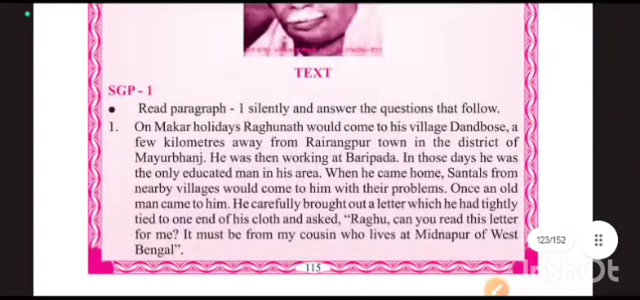 TEXT
SGP - 1
• Read paragraph - 1 silently and answer the questions that follow.
1. On Makar holidays Raghunath would come to his village Dandbose, a
few kilometres away from Rairangpur town in the district of
Mayurbhanj. He was then working at Baripada. In those days he was
the only educated man in his area. When he came home, Santals from
nearby villages would come to him with their problems. Once an old
man came to him. He carefully brought out a letter which he had tightly
tied to one end of his cloth and asked, “Raghu, can you read this letter
for me? It must be from my cousin who lives at Midnapur of West
Bengal”.
123/152
115
InShOt